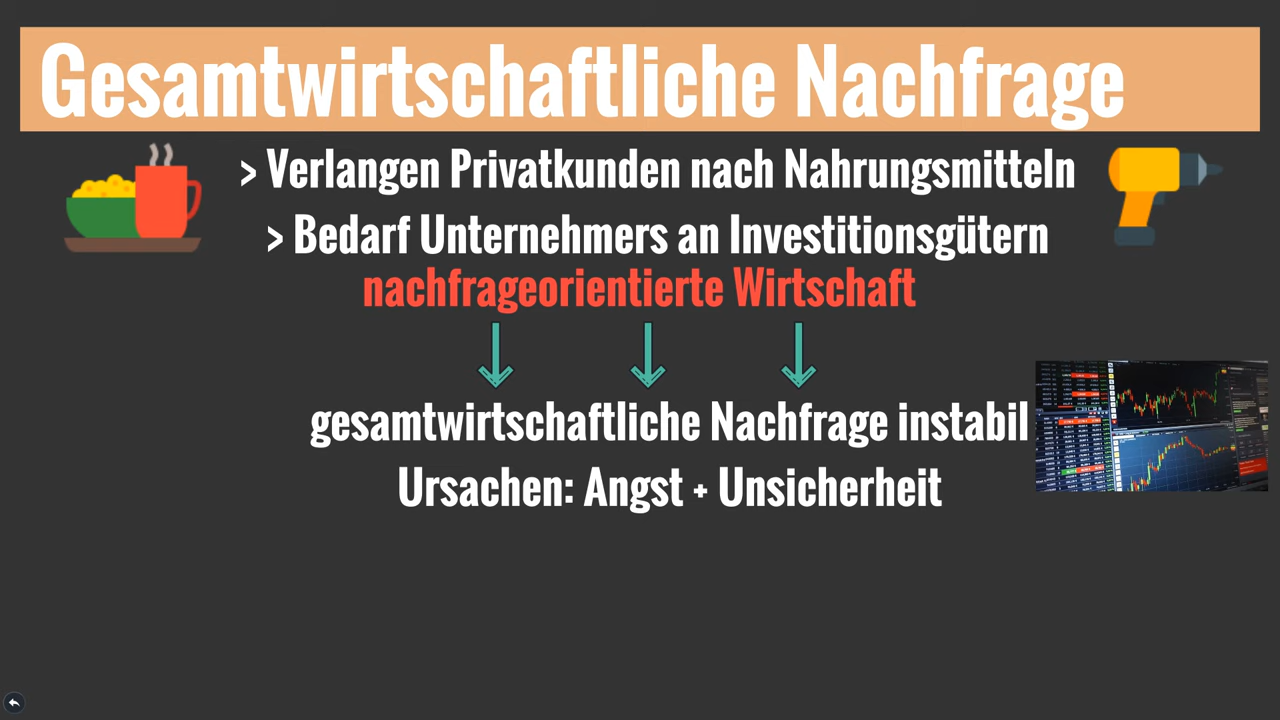 Gesamtwirtschaftliche Nachfrage
> Verlangen Privatkunden nach Nahrungsmitteln
> Bedarf Unternehmers an Investitionsgütern
nachfrageorientierte Wirtschaft
gesamtwirtschaftliche Nachfrage instabil
Ursachen: Angst + Unsicherheit